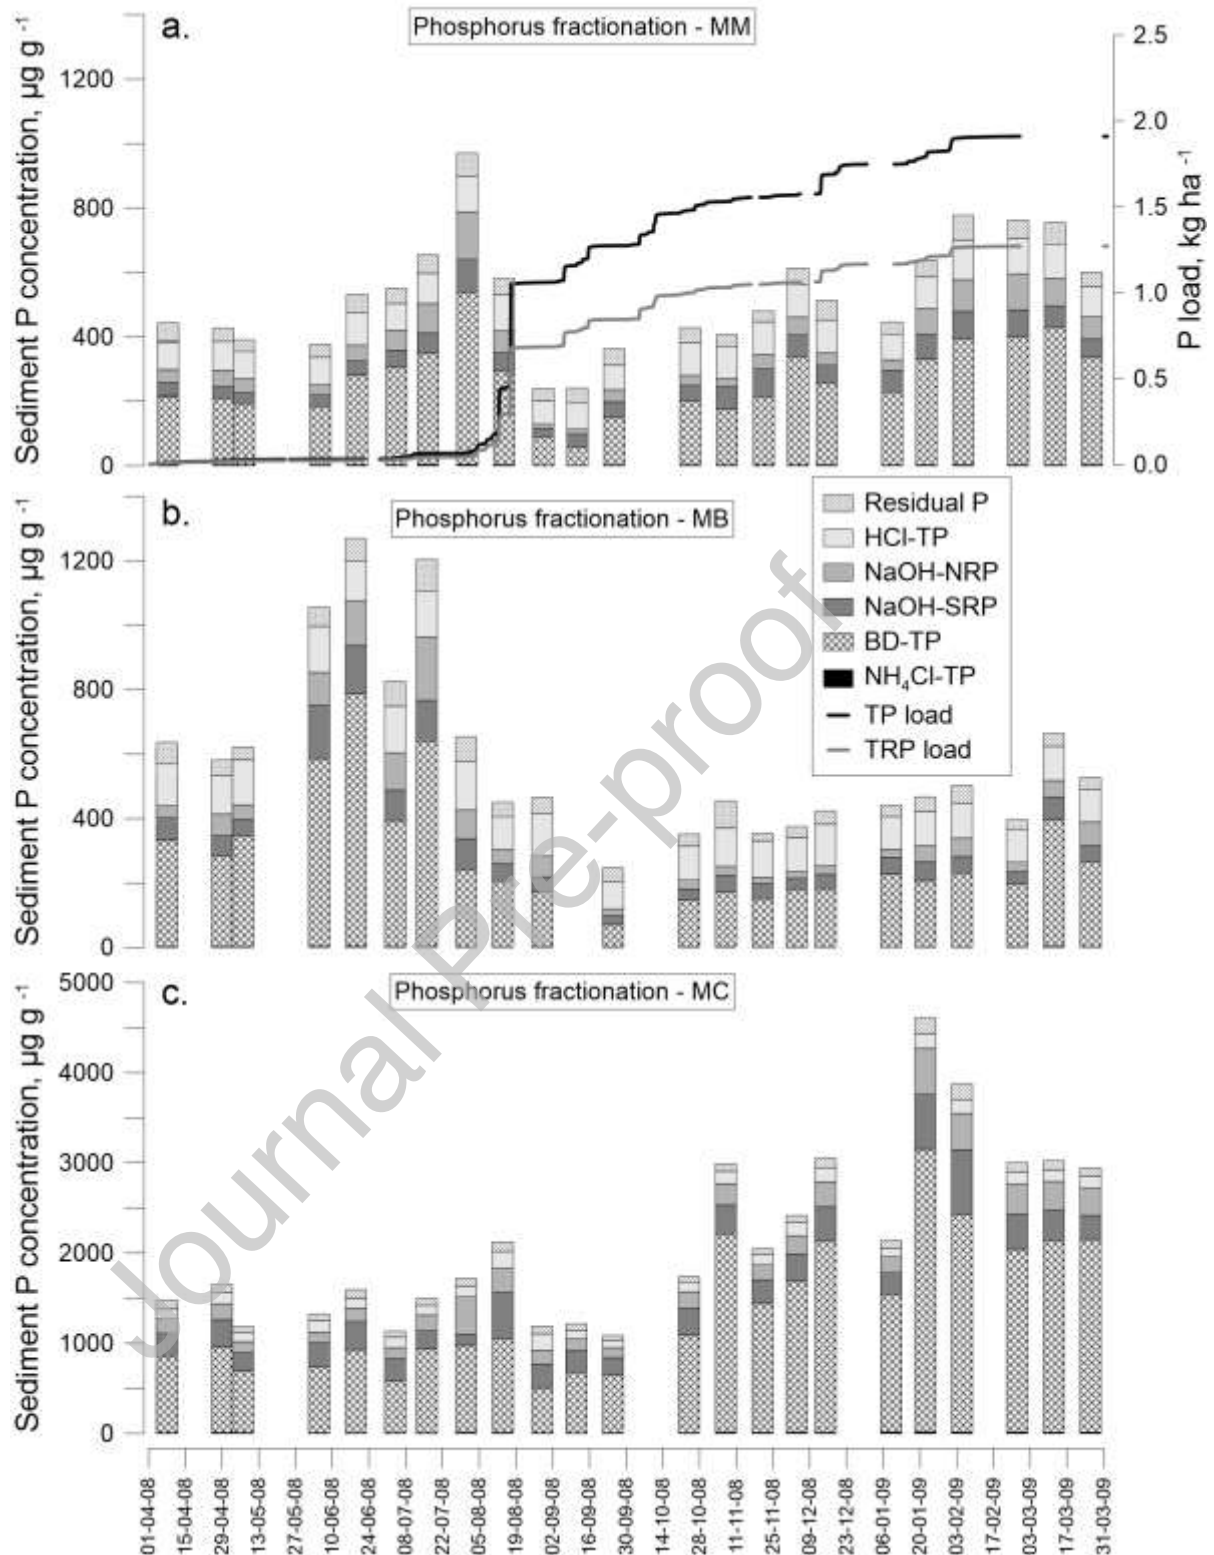 a.
Phosphorus fractionation - MM
Sediment P concentration, µg g -1
1200
800
400
0
2.5
2.0
1.5
1.0
0.5
0.0
P load, kg ha -1
b.
Phosphorus fractionation - MB
Sediment P concentration, µg g -1
1200
800
400
0
Residual P
HCl-TP
NaOH-NRP
NaOH-SRP
BD-TP
NH4Cl-TP
TP load
TRP load
c.
Phosphorus fractionation - MC
Sediment P concentration, µg g -1
5000
4000
3000
2000
1000
0
01-04-08
15-04-08
29-04-08
13-05-08
27-05-08
10-06-08
24-06-08
08-07-08
22-07-08
05-08-08
19-08-08
02-09-08
16-09-08
30-09-08
14-10-08
28-10-08
11-11-08
25-11-08
09-12-08
23-12-08
06-01-09
20-01-09
03-02-09
17-02-09
03-03-09
17-03-09
31-03-09
Journal Pre-proof